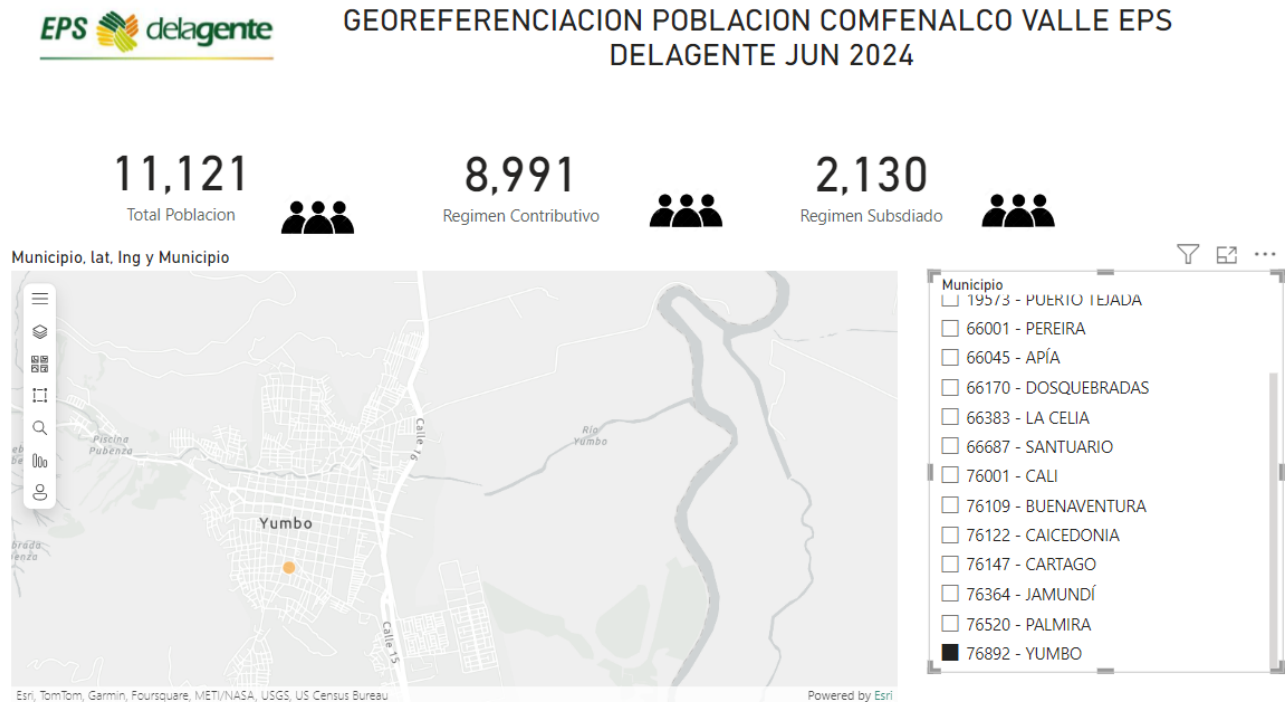 EPS delagente
GEOREFERENCIACION POBLACION COMFENALCO VALLE EPS
DELAGENTE JUN 2024
11,121
Total Poblacion
8,991
Regimen Contributivo
2,130
Regimen Subsdiado
Municipio, lat, lng y Municipio
Piscina
Pubenza
Calle 16
Río
Yumbo
Yumbo
Calle 15
Esri, TomTom, Garmin, Foursquare, METI/NASA, USGS, US Census Bureau
Powered by Esri
Municipio
19573 - PUERTO TEJADA
66001 - PEREIRA
66045 - APÍA
66170 - DOSQUEBRADAS
66383 - LA CELIA
66687 - SANTUARIO
76001 - CALI
76109 - BUENAVENTURA
76122 - CAICEDONIA
76147 - CARTAGO
76364 - JAMUNDÍ
76520 - PALMIRA
76892 - YUMBO